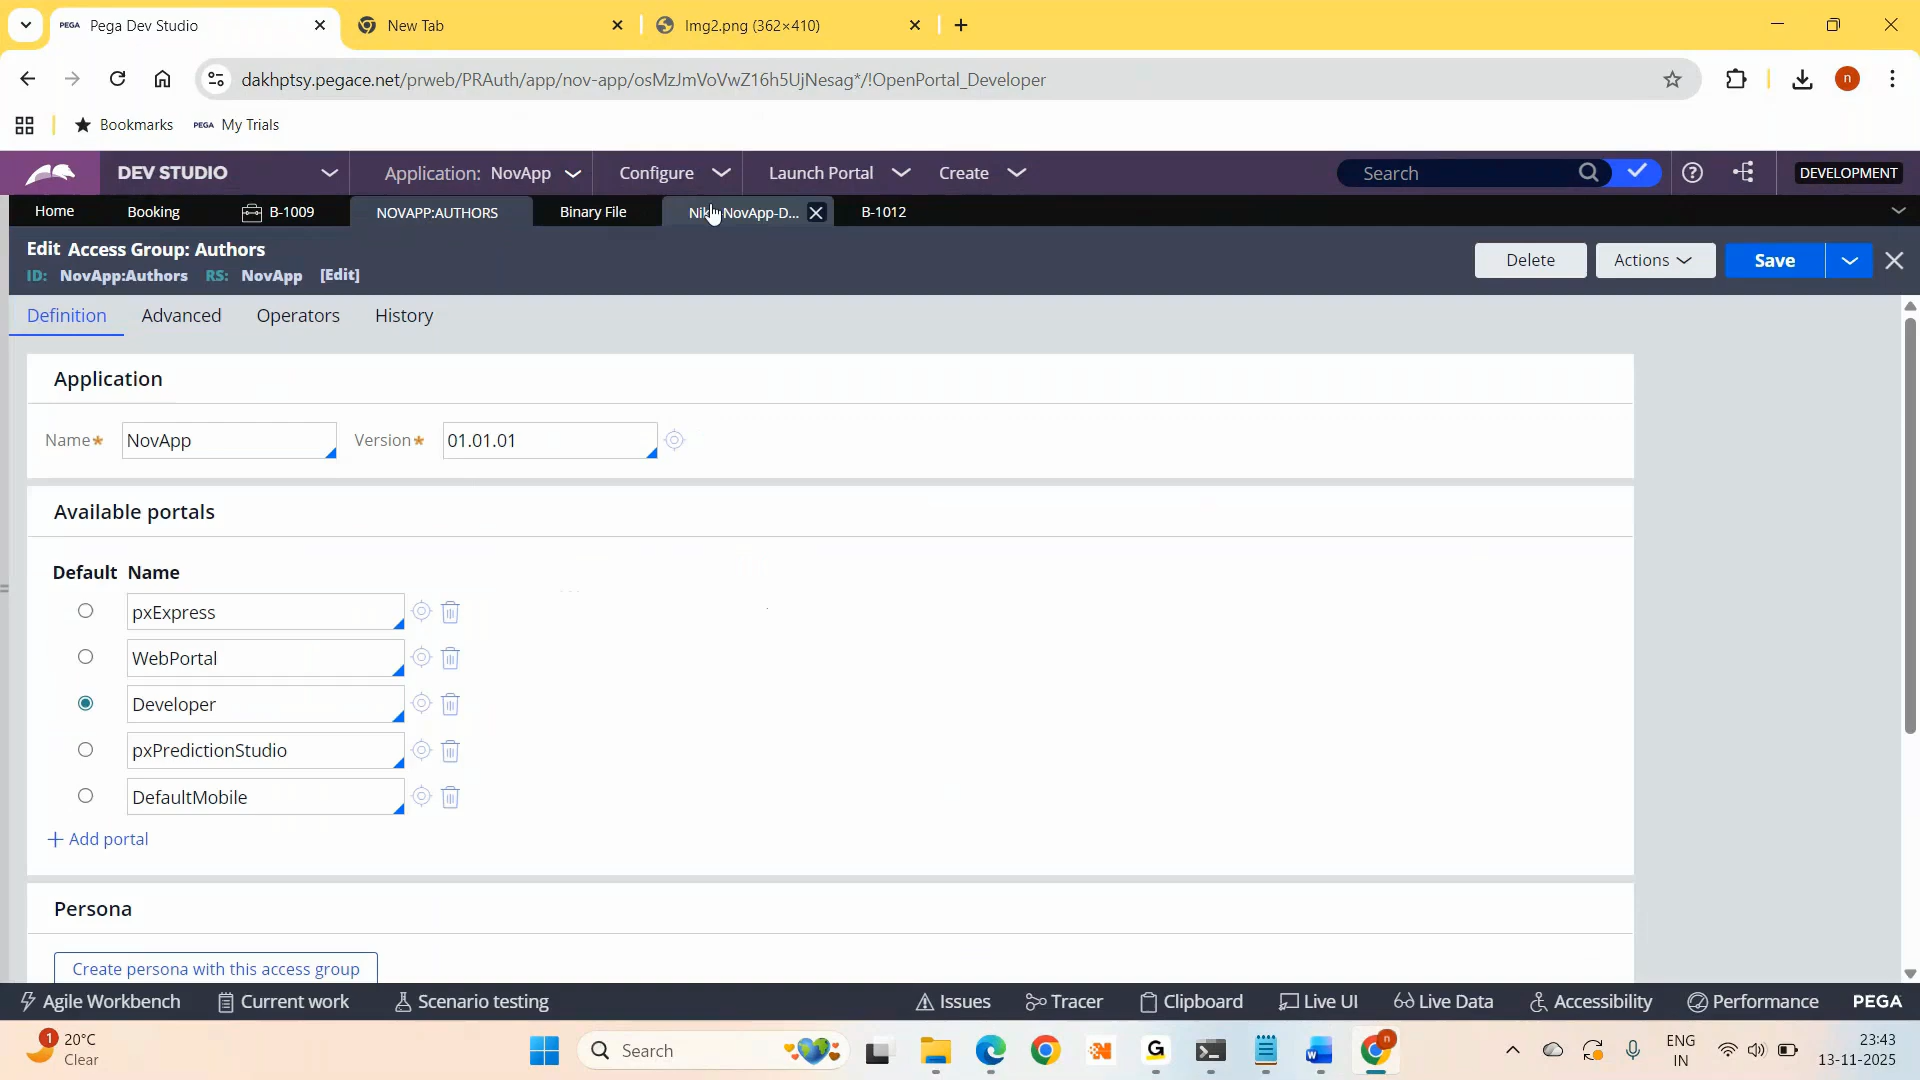 PEGA Pega Dev Studio
New Tab
Img2.png (362×410)
dakhptsy.pegace.net/prweb/PRAuth/app/nov-app/osMzJmVoVwZ16h5UjNesag*/!OpenPortal_Developer
n
Bookmarks
PEGA My Trials
DEV STUDIO
Application: NovApp
Configure
Launch Portal
Create
Search
DEVELOPMENT
Home
Booking
B-1009
NOVAPP:AUTHORS
Binary File
NovApp-D...
B-1012
Edit Access Group: Authors
ID: NovApp:Authors RS: NovApp [Edit]
Delete
Actions
Save
Definition
Advanced
Operators
History
Application
Name* NovApp
Version* 01.01.01
Available portals
Default Name
pxExpress
WebPortal
Developer
pxPredictionStudio
DefaultMobile
+ Add portal
Persona
Create persona with this access group
Agile Workbench
Current work
Scenario testing
Issues
Tracer
Clipboard
Live UI
Live Data
Accessibility
Performance
PEGA
1
20°C
Clear
Search
G
W
n
ENG
IN
23:43
13-11-2025